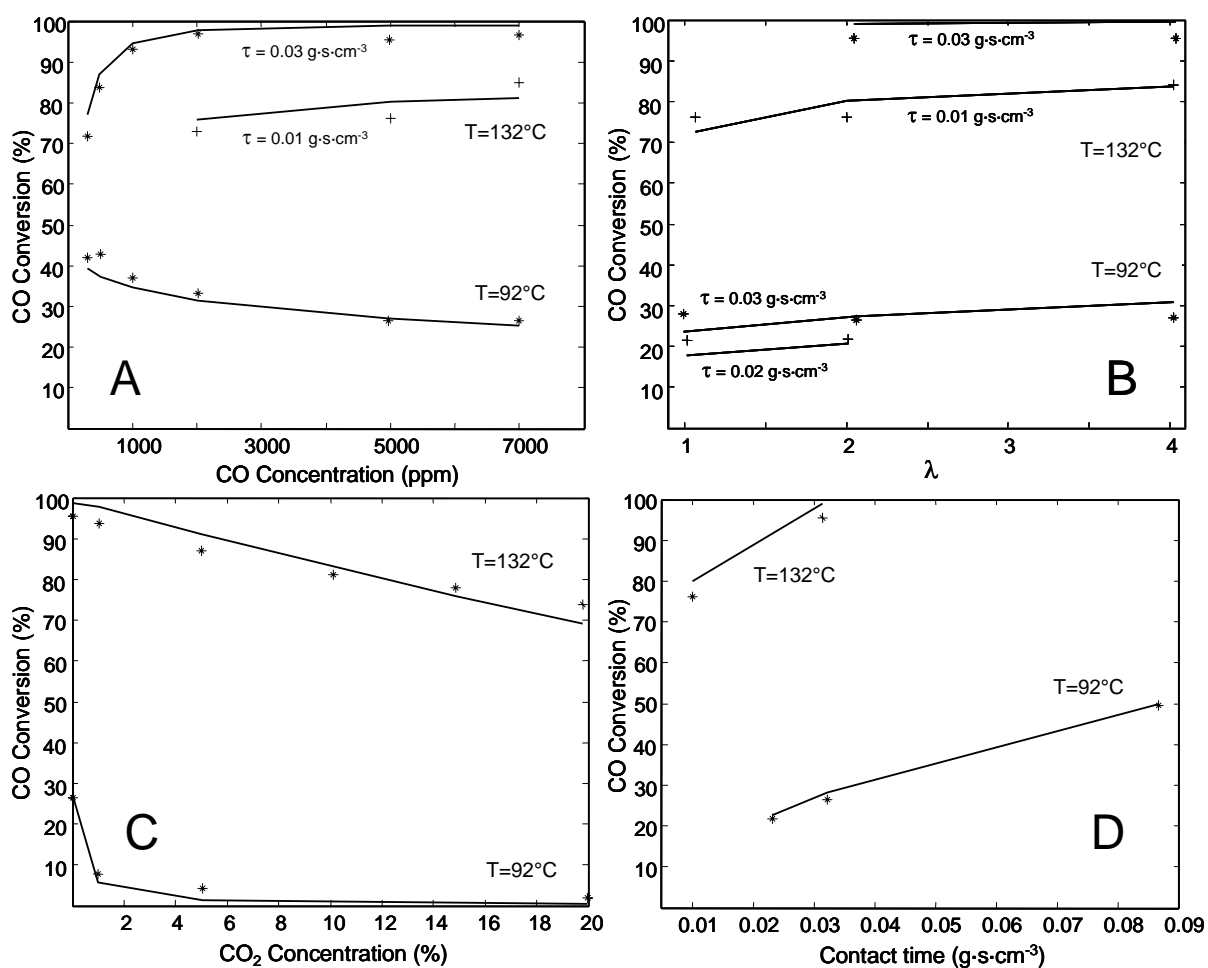 100
90
80
70
60
50
40
30
20
10
CO Conversion (%)
τ = 0.03 g·s·cm-3
τ = 0.01 g·s·cm-3
T=132°C
T=92°C
A
1000 3000 5000 7000
CO Concentration (ppm)
100
90
80
70
60
50
40
30
20
10
CO Conversion (%)
τ = 0.03 g·s·cm-3
τ = 0.01 g·s·cm-3
T=132°C
T=92°C
τ = 0.03 g·s·cm-3
τ = 0.02 g·s·cm-3
B
1 2 3 4
λ
100
90
80
70
60
50
40
30
20
10
CO Conversion (%)
T=132°C
C
T=92°C
2 4 6 8 10 12 14 16 18 20
CO2 Concentration (%)
100
90
80
70
60
50
40
30
20
10
CO Conversion (%)
T=132°C
T=92°C
D
0.01 0.02 0.03 0.04 0.05 0.06 0.07 0.08 0.09
Contact time (g·s·cm-3)